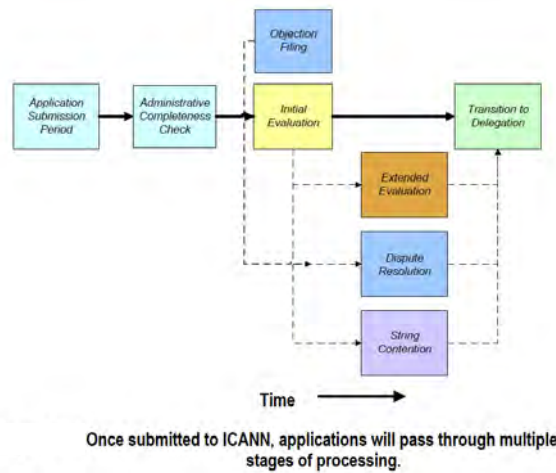 Objection
Filing
Application
Submission
Period
Administrative
Completeness
Check
Initial
Evaluation
Transition to
Delegation
Extended
Evaluation
Dispute
Resolution
String
Contention
Time
Once submitted to ICANN, applications will pass through multiple
stages of processing.